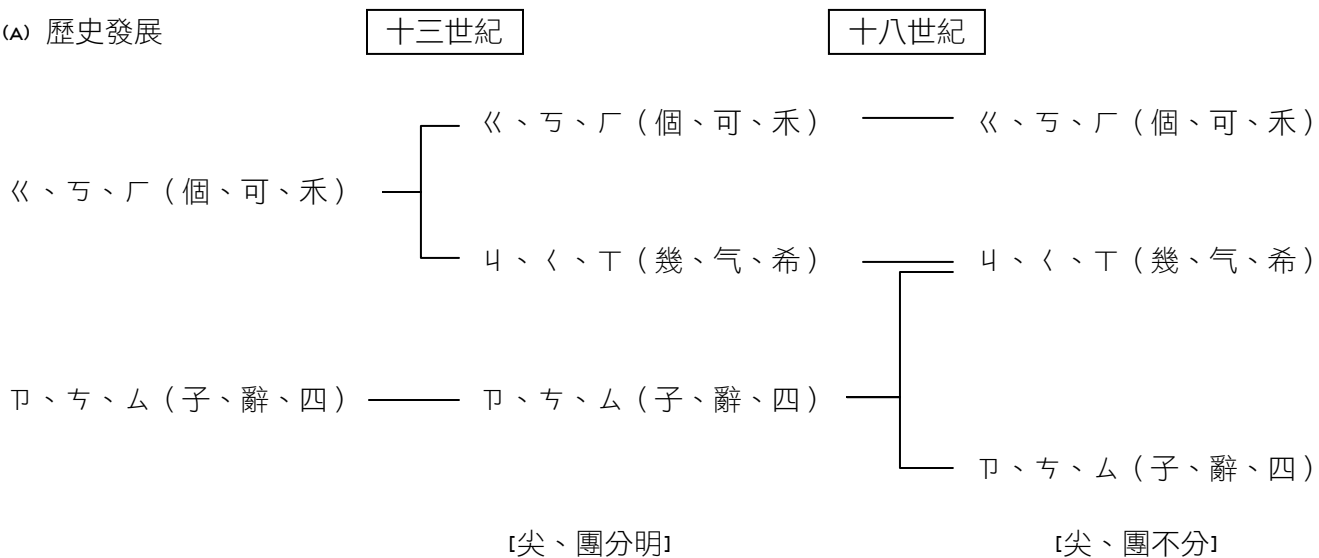 (A) 歷史發展 十三世紀 十八世紀
ㄍ、ㄎ、ㄏ（個、可、禾） ㄍ、ㄎ、ㄏ（個、可、禾）
ㄍ、ㄎ、ㄏ（個、可、禾）
ㄐ、ㄑ、ㄒ（幾、气、希） ㄐ、ㄑ、ㄒ（幾、气、希）
ㄗ、ㄘ、ㄙ（子、辭、四） ㄗ、ㄘ、ㄙ（子、辭、四）
ㄗ、ㄘ、ㄙ（子、辭、四）
[尖、團分明] [尖、團不分]